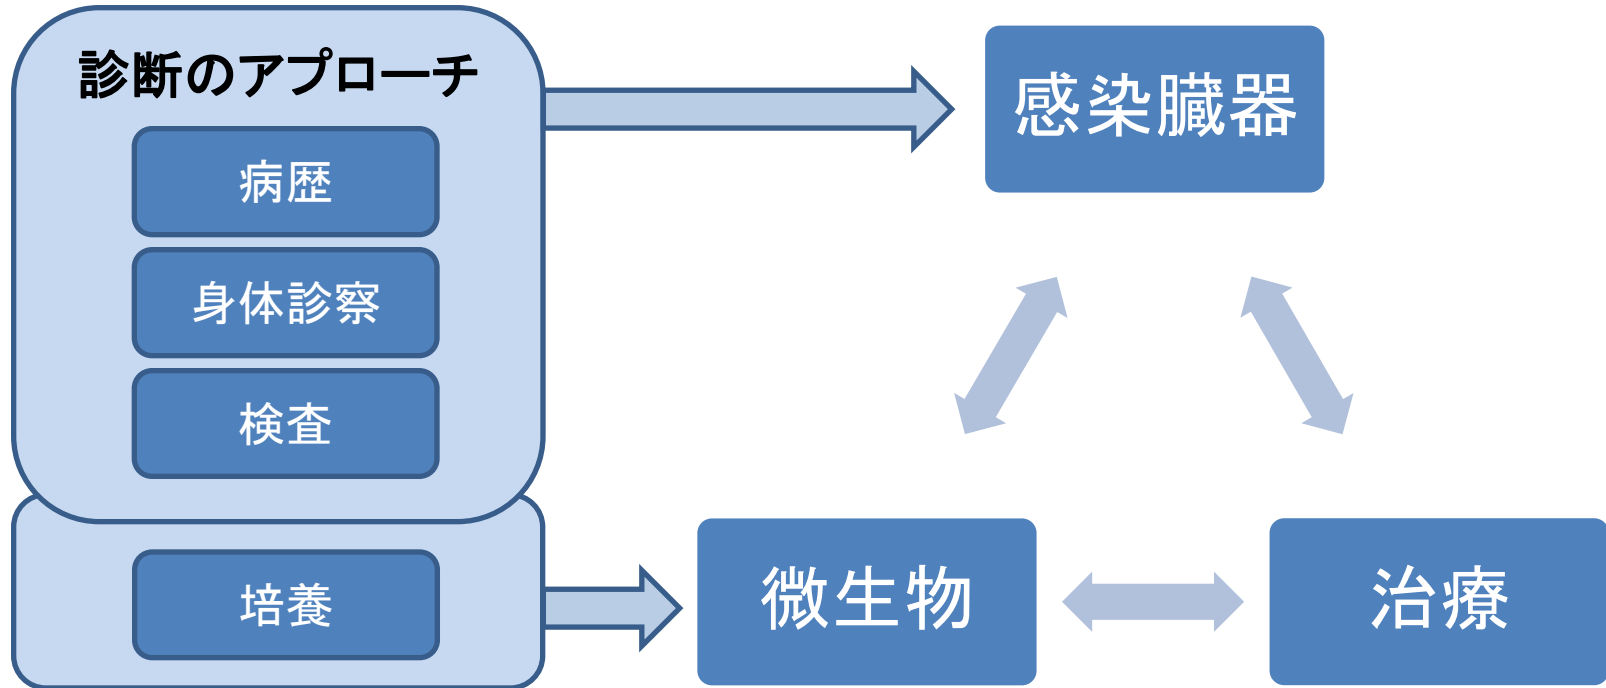 診断のアプローチ
病歴
身体診察
検査
培養
感染臓器
微生物
治療